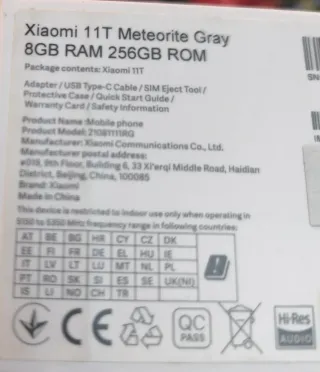 Xiaomi 11T Meteorite Gray
8GB RAM 256GB ROM
Package contents: Xiaomi 11T
Adapter / USB Type-C Cable / SIM Eject Tool /
Protective Case / Quick Start Guide /
Warranty Card / Safety Information
Product Name :Mobile phone
Product Model: 21081111RG
Manufacturer: Xiaomi Communications Co., Ltd.
Manufacturer postal address:
#019, 9th Floor, Building 6, 33 Xi'erqi Middle Road, Haidian
District, Beijing, China, 100085
Brand: Xiaomi
Made in China
This device is restricted to indoor use only when operating in
5150 to 5350 MHz frequency range in following countries:
AT BE BG HR CY CZ DK
EE FI FR DE EL HU IE
IT LV LT LU MT NL PL
PT RO SK SI ES SE UK(NI)
IS LI NO CH TR
CE
QC
PASS
Hi-Res
AUDIO
SN